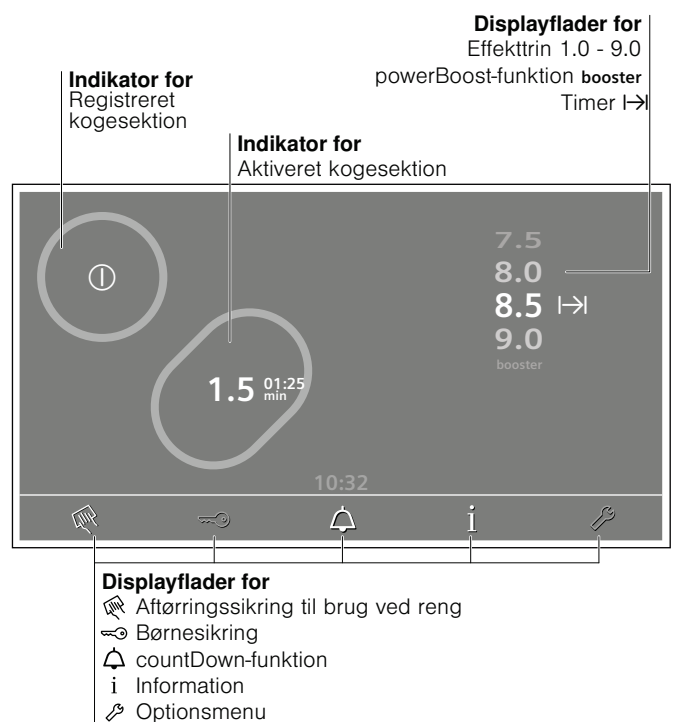 Displayflader for
Effekttrin 1.0 - 9.0
powerBoost-funktion booster
Timer
Indikator for
Registreret
kogesektion
Indikator for
Aktiveret kogesektion
7.5
8.0
8.5
9.0
booster
1.5 01:25
min
10:32
i
Displayflader for
Aftørringssikring til brug ved reng
Børnesikring
countDown-funktion
i Information
Optionsmenu